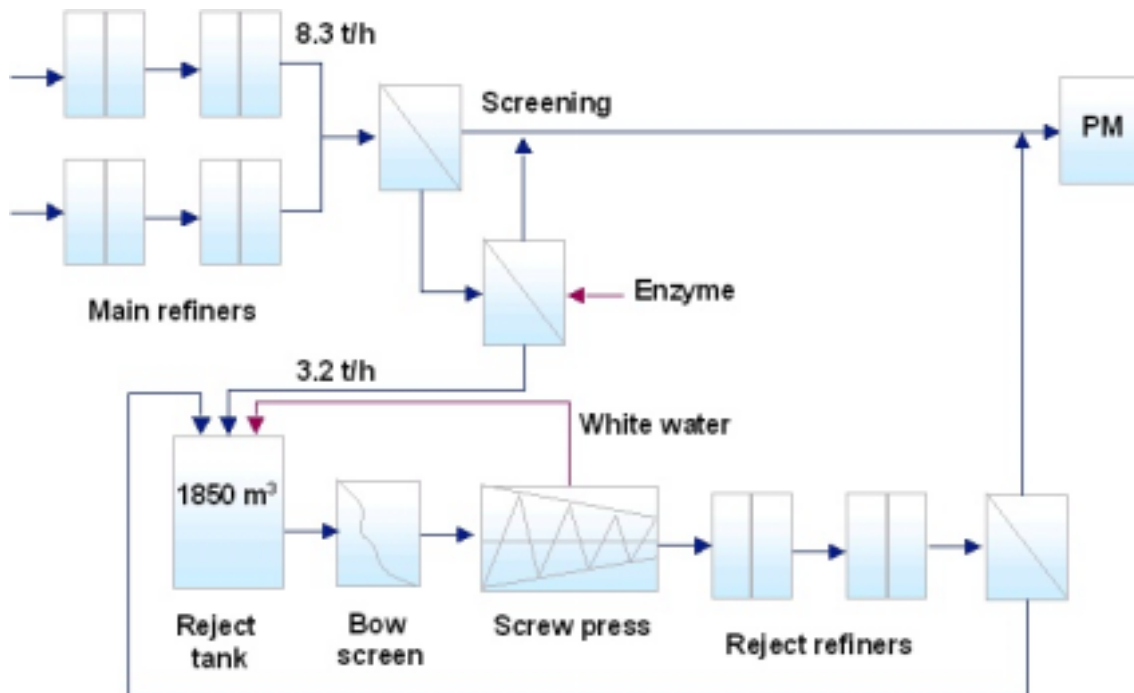 8.3 t/h
Screening
PM
Main refiners
Enzyme
3.2 t/h
White water
1850 m³
Reject
tank
Bow
screen
Screw press
Reject refiners